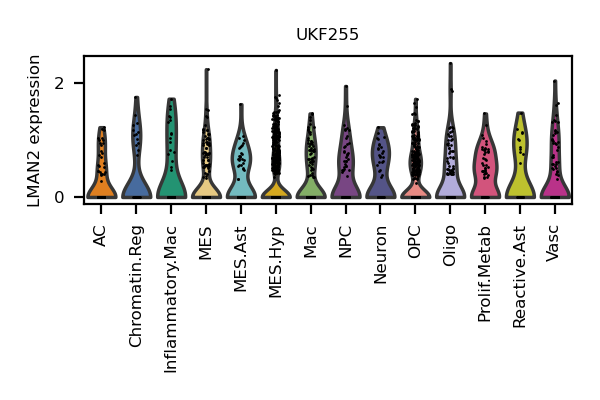 UKF255
LMAN2 expression
2
0
AC
Chromatin.Reg
Inflammatory.Mac
MES
MES.Ast
MES.Hyp
Mac
NPC
Neuron
OPC
Oligo
Prolif.Metab
Reactive.Ast
Vasc